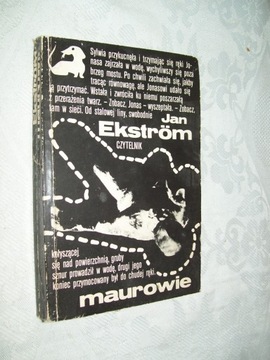 Sylwia przykucnęła i trzymając się ręki Jo-
nasa zajrzała w wodę, wychyliwszy się poza
brzeg mostu. Po chwili zachwiała się, jakby
tracąc równowagę, ale Jonasowi udało się
ją przytrzymać. Wstała i zwróciła ku niemu poszarzałą
z przerażenia twarz. – Zobacz, Jonas – wyszeptała. – Zobacz,
tam w sieci. Od stalowej liny, swobodnie
Jan
Ekström
CZYTELNIK
kołyszącej
się nad powierzchnią, gruby
sznur prowadził w wodę, drugi jego
koniec przymocowany był do chudej ręki.
maurowie